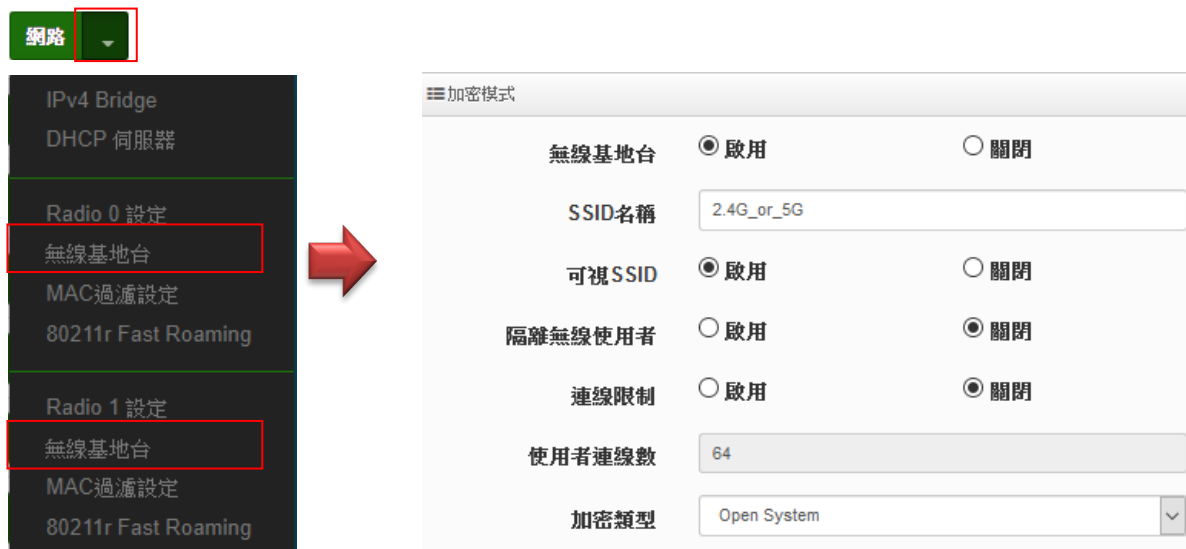 網路
IPv4 Bridge
DHCP 伺服器
Radio 0 設定
無線基地台
MAC過濾設定
80211r Fast Roaming
Radio 1 設定
無線基地台
MAC過濾設定
80211r Fast Roaming
加密模式
無線基地台 啟用 關閉
SSID名稱 2.4G_or_5G
可視SSID 啟用 關閉
隔離無線使用者 啟用 關閉
連線限制 啟用 關閉
使用者連線數 64
加密類型 Open System